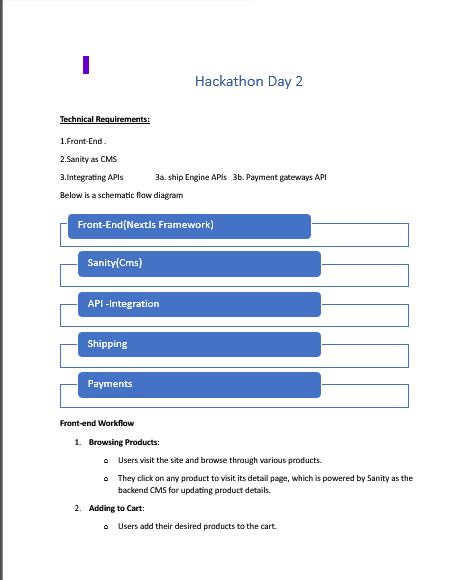 Hackathon Day 2
Technical Requirements:
1.Front-End .
2.Sanity as CMS
3.Integrating APIs 3a. ship Engine APIs 3b. Payment gateways API
Below is a schematic flow diagram
Front-End(NextJs Framework)
Sanity(Cms)
API -Integration
Shipping
Payments
Front-end Workflow
1. Browsing Products:
o Users visit the site and browse through various products.
o They click on any product to visit its detail page, which is powered by Sanity as the
backend CMS for updating product details.
2. Adding to Cart:
o Users add their desired products to the cart.